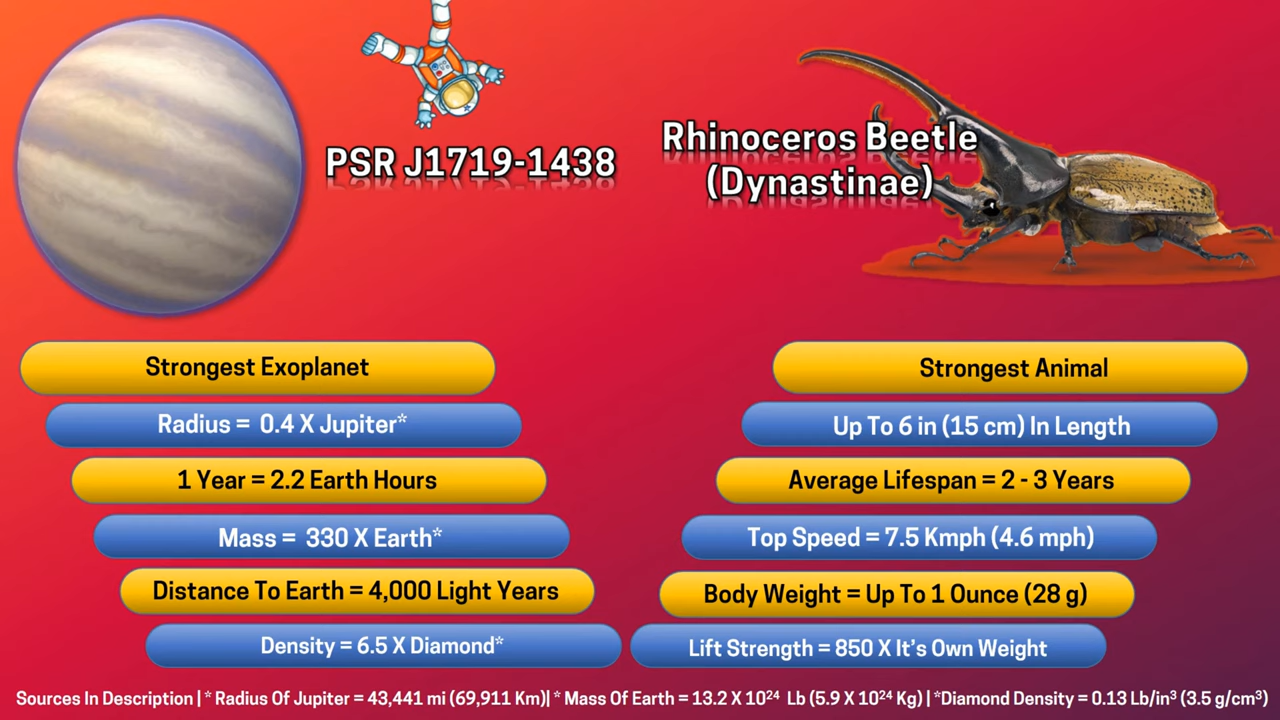 PSR J1719-1438
Rhinoceros Beetle
(Dynastinae)
Strongest Exoplanet
Radius = 0.4 X Jupiter*
1 Year = 2.2 Earth Hours
Mass = 330 X Earth*
Distance To Earth = 4,000 Light Years
Density = 6.5 X Diamond*
Strongest Animal
Up To 6 in (15 cm) In Length
Average Lifespan = 2 - 3 Years
Top Speed = 7.5 Kmph (4.6 mph)
Body Weight = Up To 1 Ounce (28 g)
Lift Strength = 850 X It's Own Weight
Sources In Description | * Radius Of Jupiter = 43,441 mi (69,911 Km)| * Mass Of Earth = 13.2 X 10²⁴ Lb (5.9 X 10²⁴ Kg) | *Diamond Density = 0.13 Lb/in³ (3.5 g/cm³)